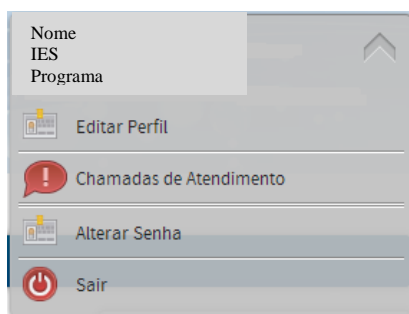 Nome
IES
Programa
Editar Perfil
Chamadas de Atendimento
Alterar Senha
Sair